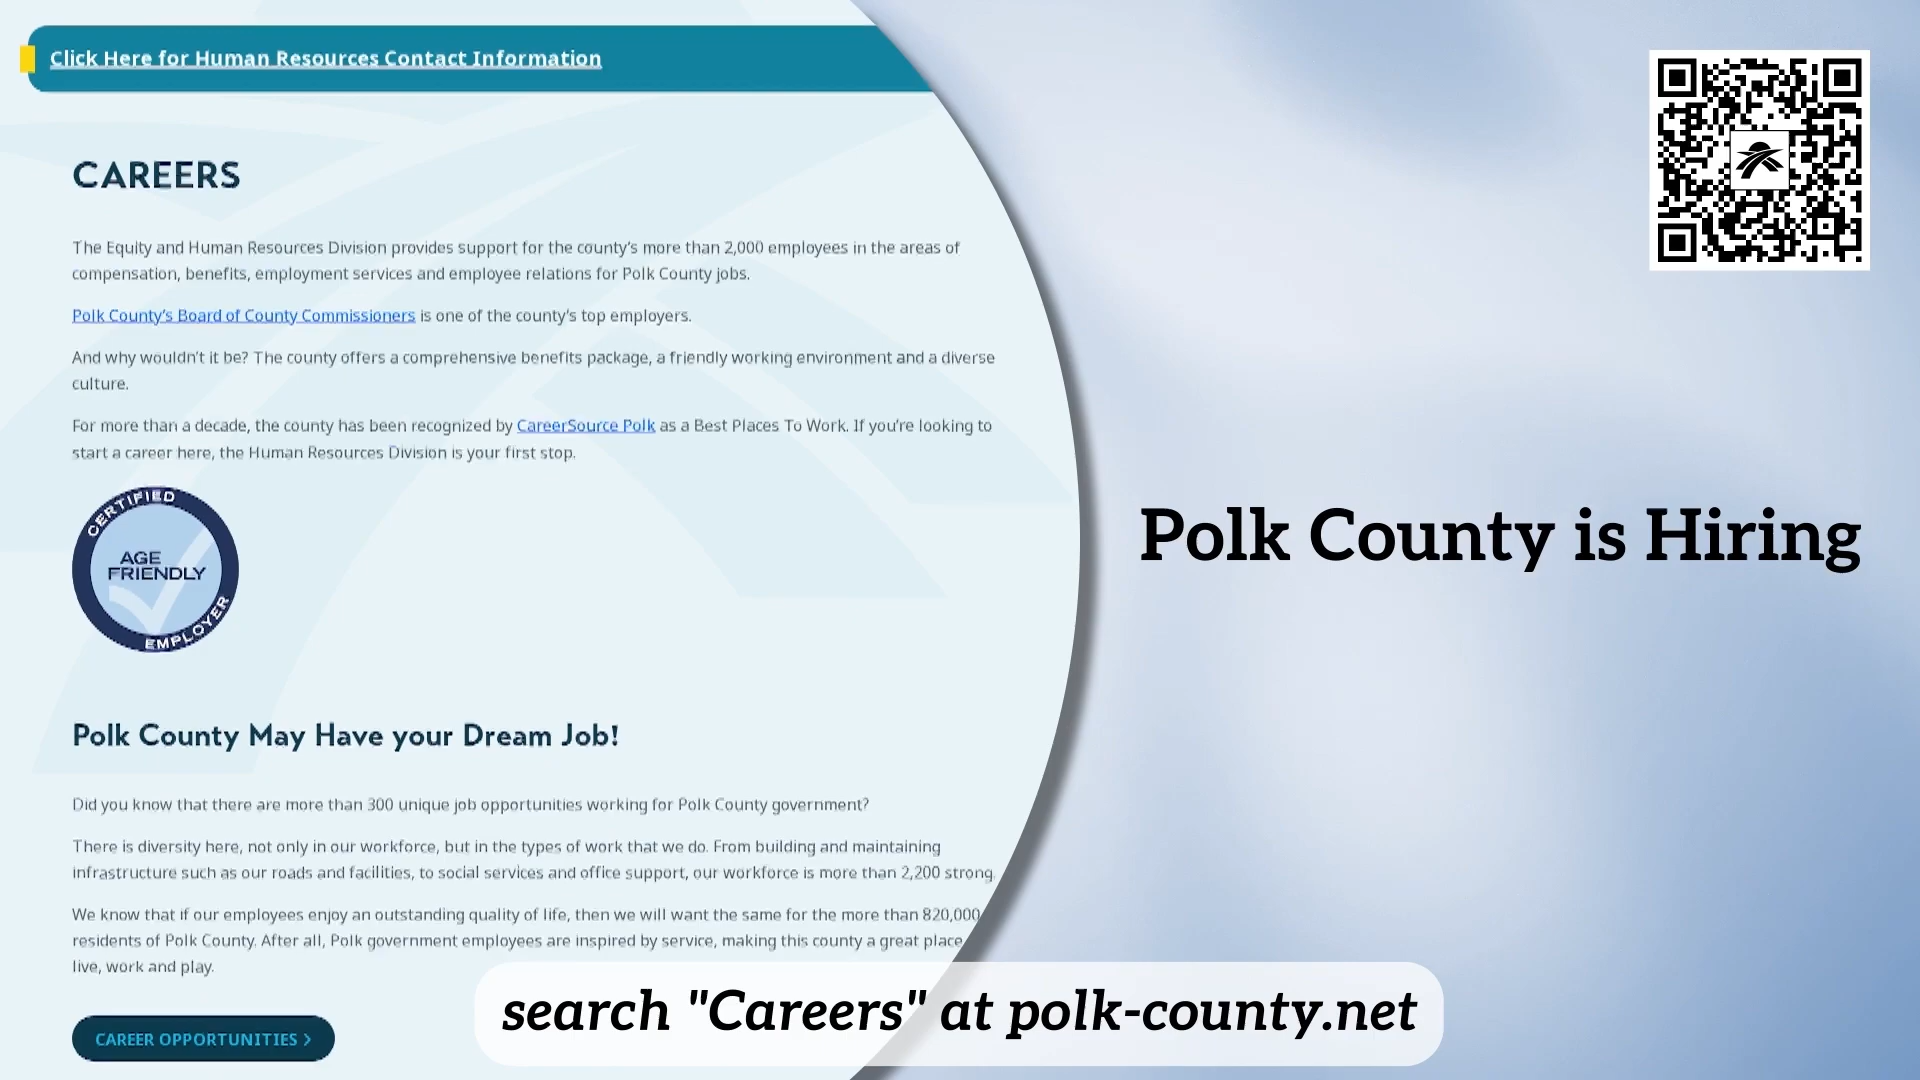 Click Here for Human Resources Contact Information
CAREERS
The Equity and Human Resources Division provides support for the county's more than 2,000 employees in the areas of
compensation, benefits, employment services and employee relations for Polk County jobs.
Polk County's Board of County Commissioners is one of the county's top employers.
And why wouldn't it be? The county offers a comprehensive benefits package, a friendly working environment and a diverse
culture.
For more than a decade, the county has been recognized by CareerSource Polk as a Best Places To Work. If you're looking to
start a career here, the Human Resources Division is your first stop.
CERTIFIED
AGE
FRIENDLY
EMPLOYER
Polk County May Have your Dream Job!
Did you know that there are more than 300 unique job opportunities working for Polk County government?
There is diversity here, not only in our workforce, but in the types of work that we do. From building and maintaining
infrastructure such as our roads and facilities, to social services and office support, our workforce is more than 2,200 strong.
We know that if our employees enjoy an outstanding quality of life, then we will want the same for the more than 820,000
residents of Polk County. After all, Polk government employees are inspired by service, making this county a great place
live, work and play.
CAREER OPPORTUNITIES >
Polk County is Hiring
search "Careers" at polk-county.net